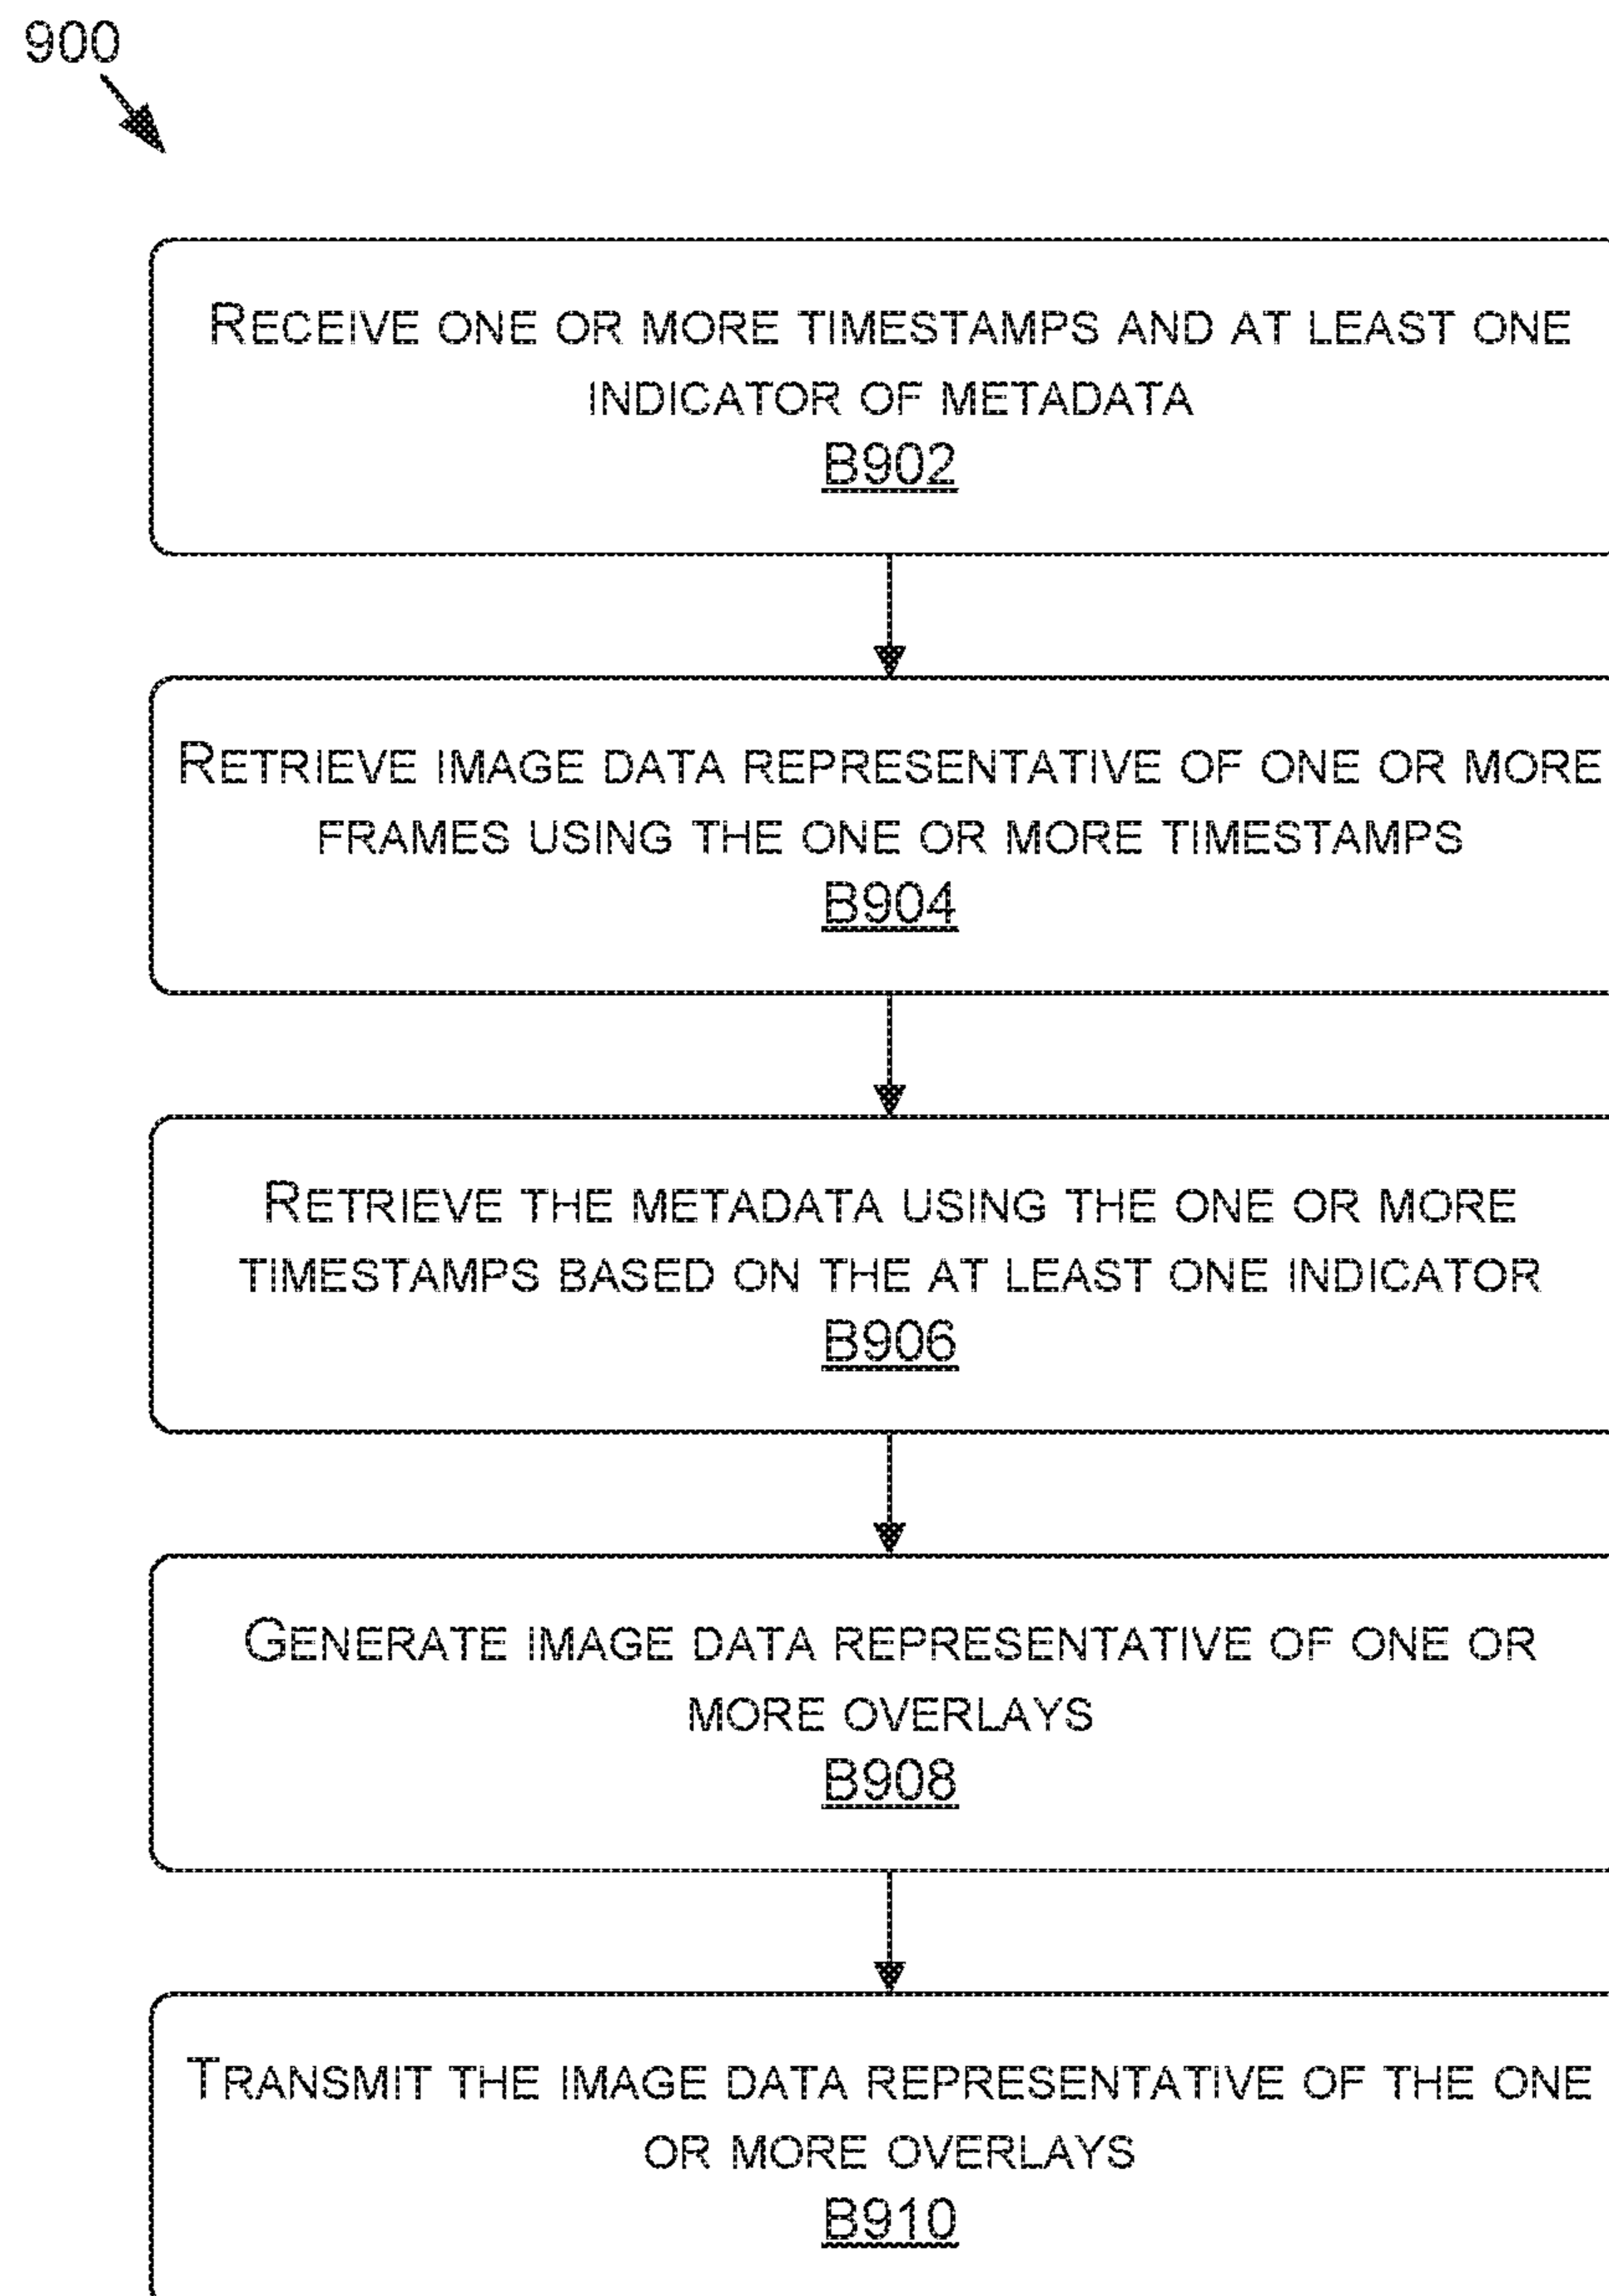 900
RECEIVE ONE OR MORE TIMESTAMPS AND AT LEAST ONE
INDICATOR OF METADATA
B902
RETRIEVE IMAGE DATA REPRESENTATIVE OF ONE OR MORE
FRAMES USING THE ONE OR MORE TIMESTAMPS
B904
RETRIEVE THE METADATA USING THE ONE OR MORE
TIMESTAMPS BASED ON THE AT LEAST ONE INDICATOR
B906
GENERATE IMAGE DATA REPRESENTATIVE OF ONE OR
MORE OVERLAYS
B908
TRANSMIT THE IMAGE DATA REPRESENTATIVE OF THE ONE
OR MORE OVERLAYS
B910